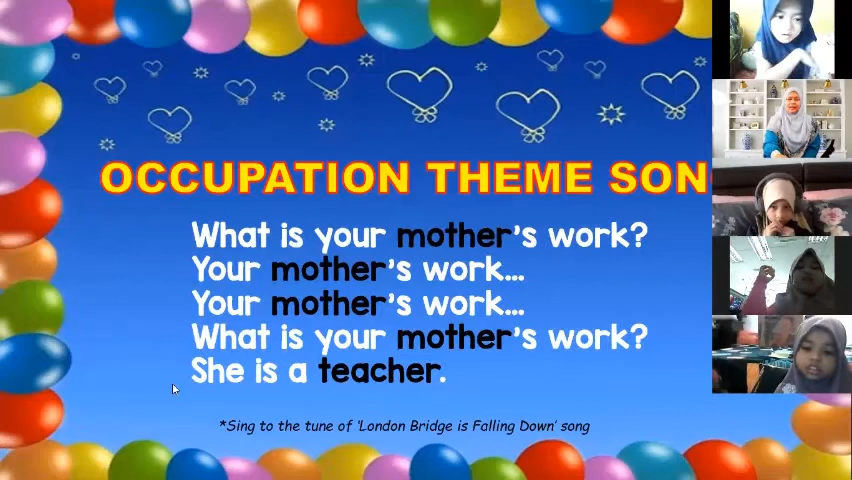 OCCUPATION THEME SON
What is your mother's work?
Your mother's work...
Your mother's work...
What is your mother's work?
She is a teacher.
*Sing to the tune of 'London Bridge is Falling Down' song